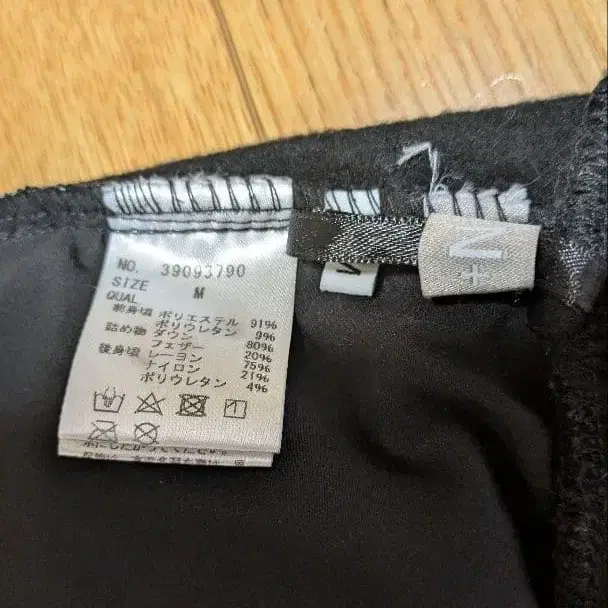 NO. 39093790
SIZE M
QUAL.
前身頃 ポリエステル 91%
ポリウレタン 9%
詰め物 ダウン 80%
フェザー 20%
後身頃 レーヨン 75%
ナイロン 21%
ポリウレタン 4%